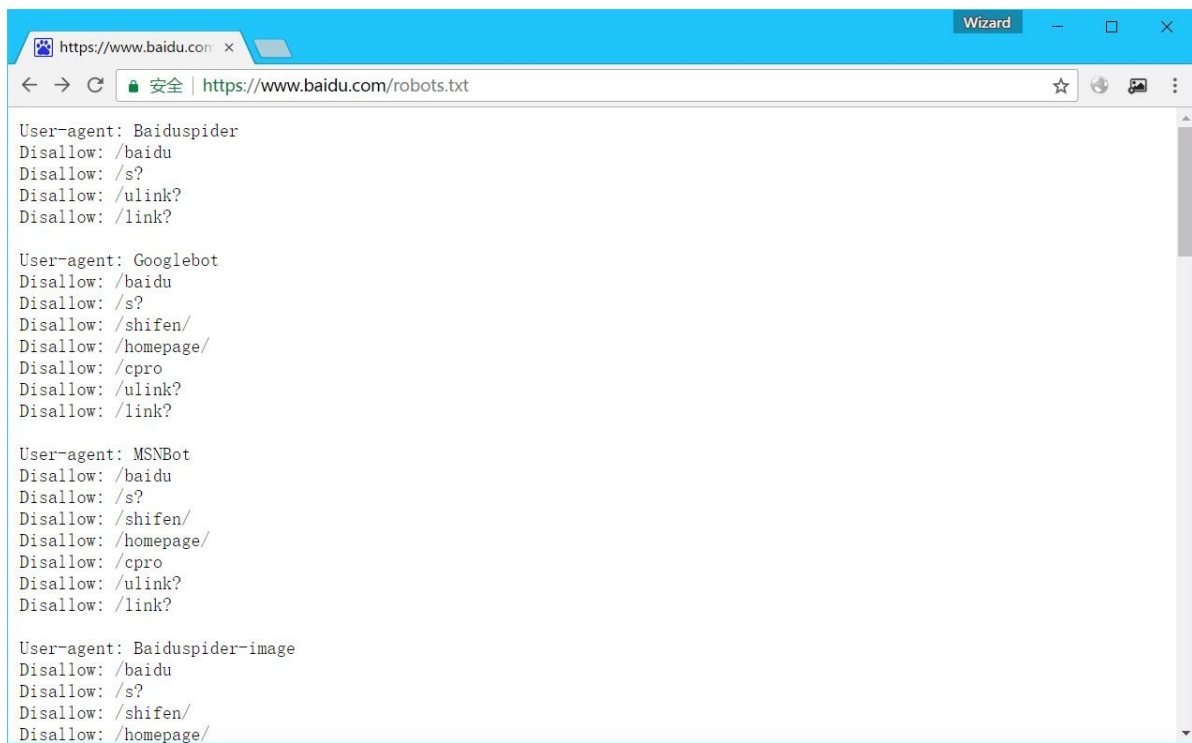 Wizard
https://www.baidu.com
安全 | https://www.baidu.com/robots.txt
User-agent: Baiduspider
Disallow: /baidu
Disallow: /s?
Disallow: /ulink?
Disallow: /link?
User-agent: Googlebot
Disallow: /baidu
Disallow: /s?
Disallow: /shifen/
Disallow: /homepage/
Disallow: /cpro
Disallow: /ulink?
Disallow: /link?
User-agent: MSNBot
Disallow: /baidu
Disallow: /s?
Disallow: /shifen/
Disallow: /homepage/
Disallow: /cpro
Disallow: /ulink?
Disallow: /link?
User-agent: Baiduspider-image
Disallow: /baidu
Disallow: /s?
Disallow: /shifen/
Disallow: /homepage/